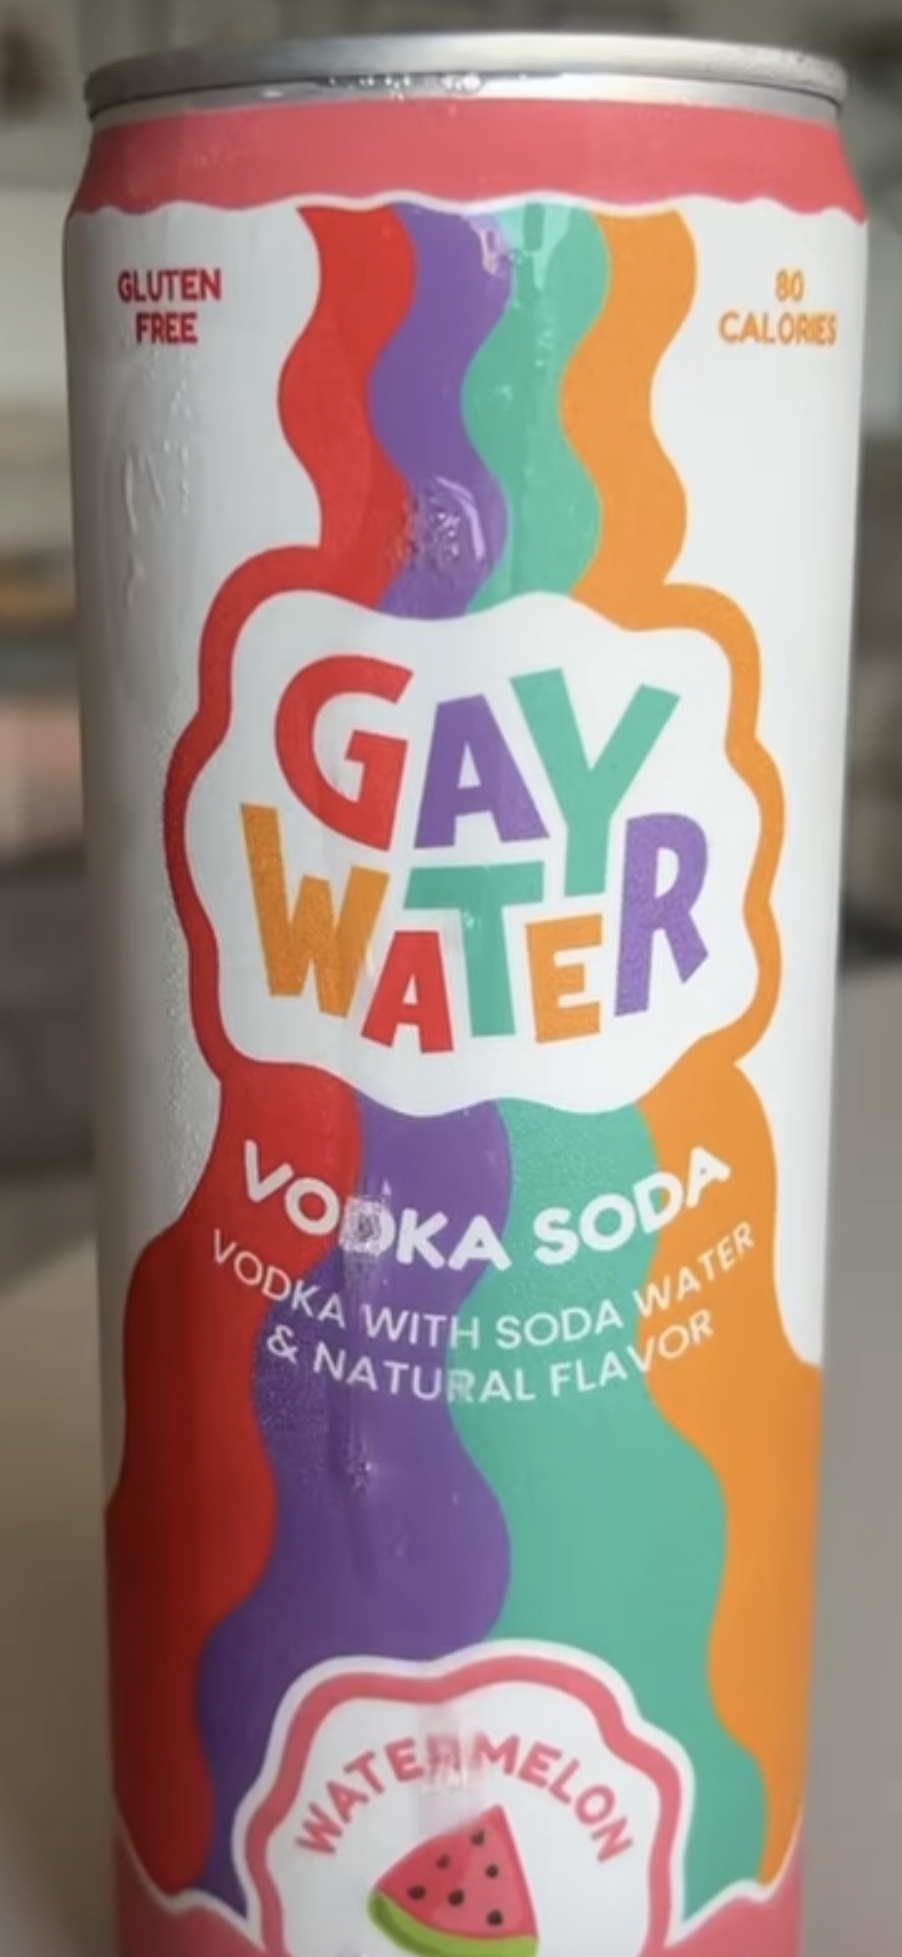 GLUTEN
FREE
80
CALORIES
GAY
WATER
VODKA SODA
VODKA WITH SODA WATER
& NATURAL FLAVOR
WATERMELON